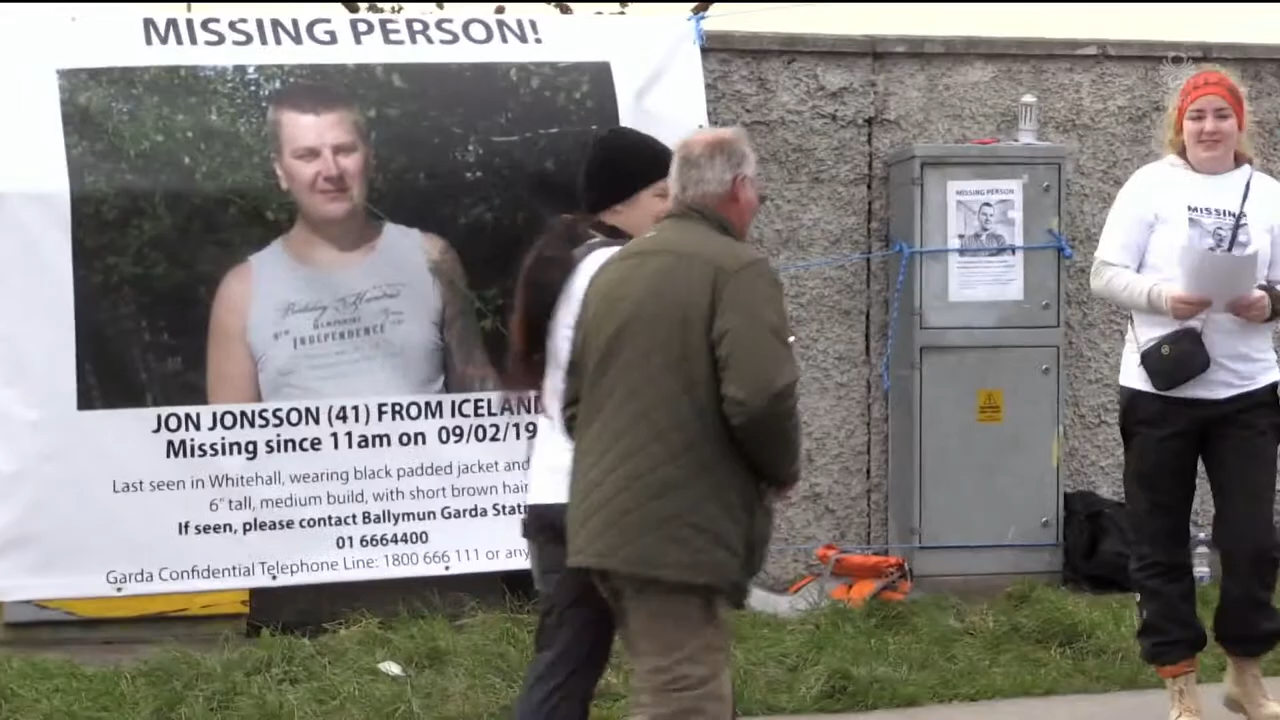 MISSING PERSON!
JON JONSSON (41) FROM ICELAND
Missing since 11am on 09/02/19
Last seen in Whitehall, wearing black padded jacket and
6" tall, medium build, with short brown hair
If seen, please contact Ballymun Garda
01 6664400
Garda Confidential Telephone Line: 1800 666 111 or any
INDEPENDENCE
MISSING PERSON
MISSING